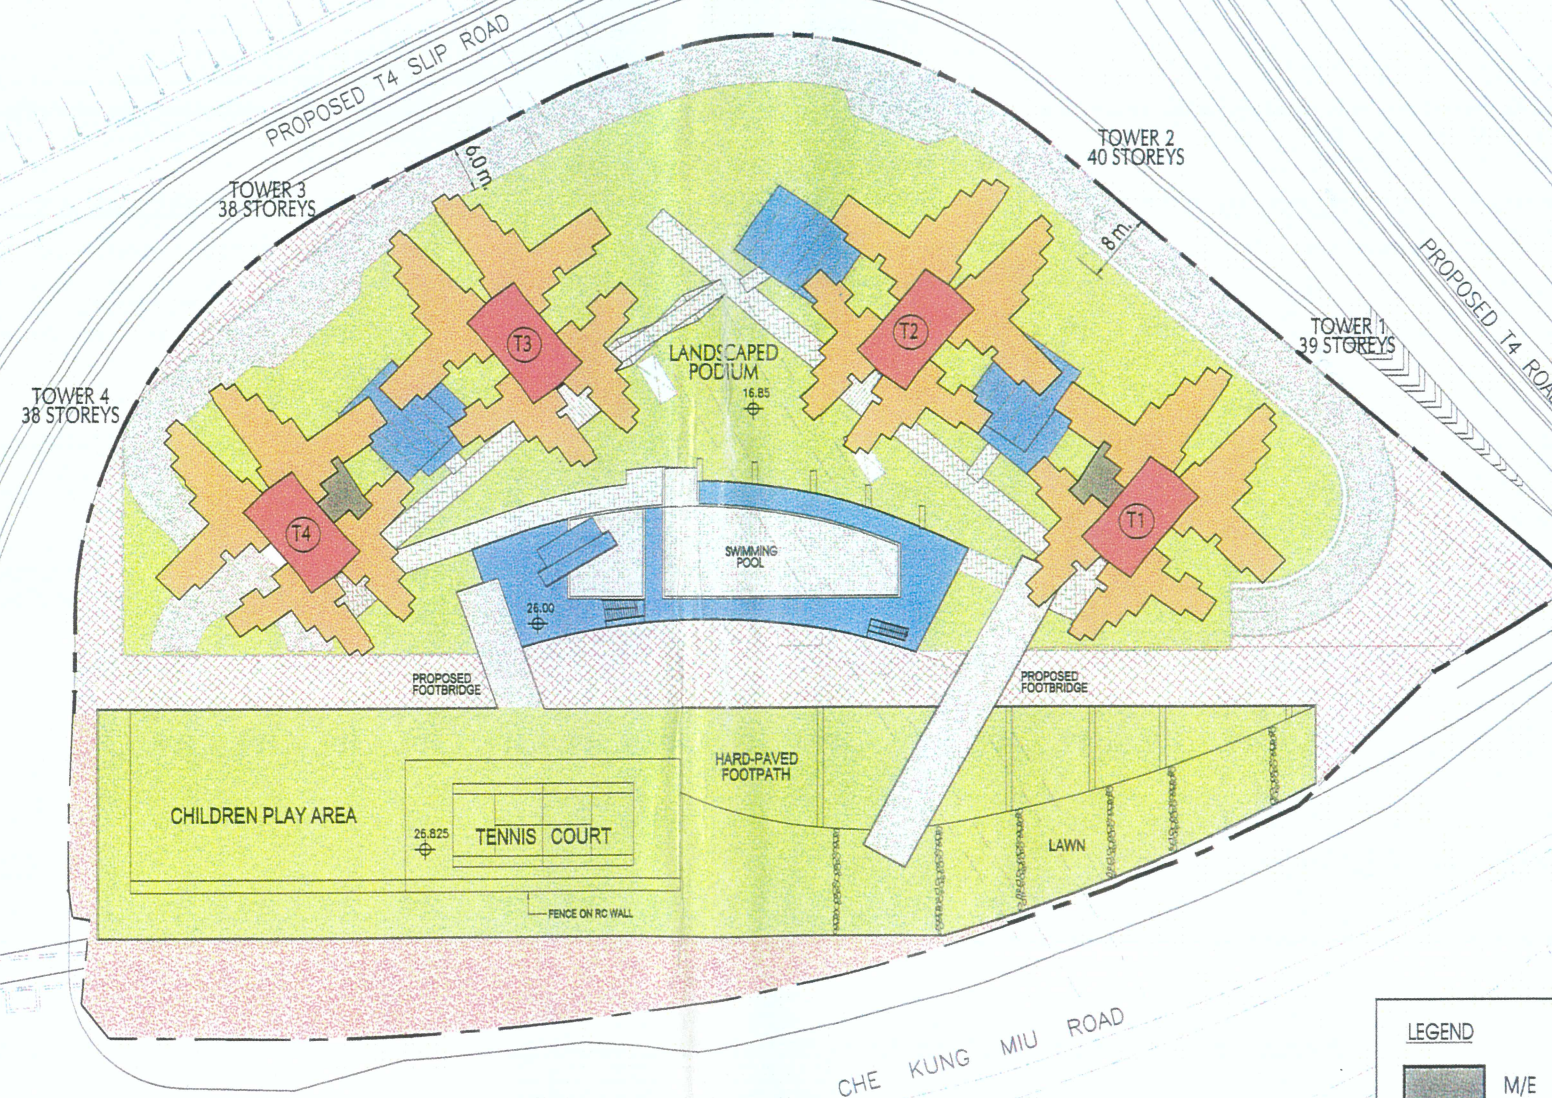 PROPOSED T4 SLIP ROAD
TOWER 3
38 STOREYS
6.0 m.
TOWER 2
40 STOREYS
8 m.
PROPOSED T4 ROAD
TOWER 1
39 STOREYS
TOWER 4
38 STOREYS
T3
T2
LANDSCAPED
PODIUM
16.85
T4
T1
SWIMMING
POOL
26.00
PROPOSED
FOOTBRIDGE
PROPOSED
FOOTBRIDGE
HARD-PAVED
FOOTPATH
CHILDREN PLAY AREA
26.825
TENNIS COURT
LAWN
FENCE ON RC WALL
CHE KUNG MIU ROAD
LEGEND
M/E